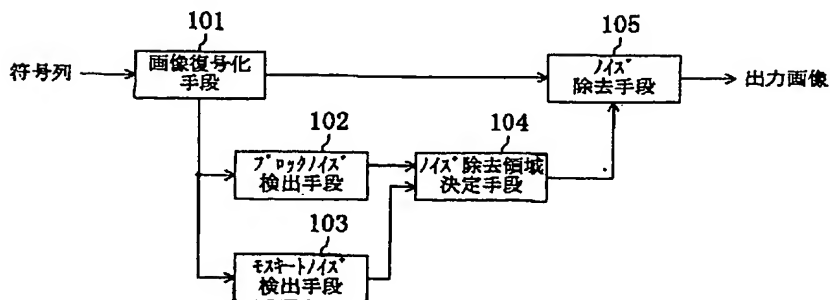 101
画像復号化
手段
符号列
105
ノイズ
除去手段
出力画像
102
ブロックノイズ
検出手段
104
ノイズ除去領域
決定手段
103
モスキートノイズ
検出手段